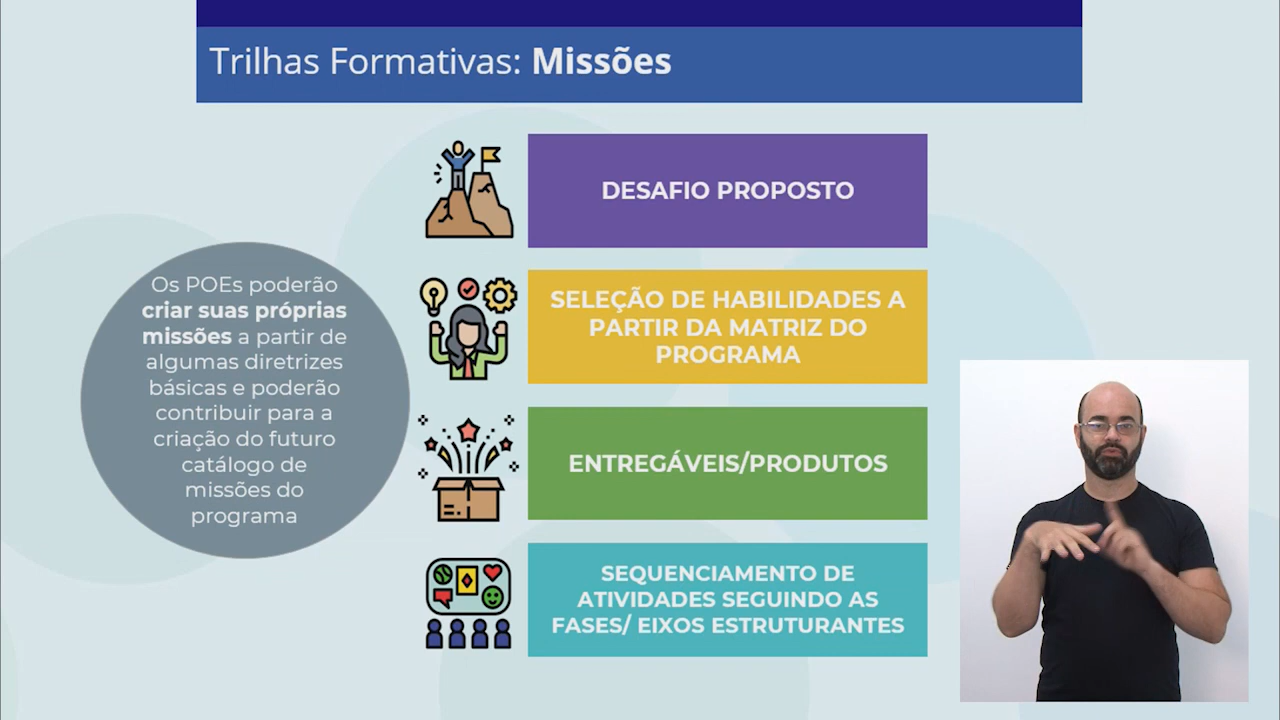 Trilhas Formativas: Missões
Os POEs poderão
criar suas próprias
missões a partir de
algumas diretrizes
básicas e poderão
contribuir para a
criação do futuro
catálogo de
missões do
programa
DESAFIO PROPOSTO
SELEÇÃO DE HABILIDADES A
PARTIR DA MATRIZ DO
PROGRAMA
ENTREGÁVEIS/PRODUTOS
SEQUENCIAMENTO DE
ATIVIDADES SEGUINDO AS
FASES/ EIXOS ESTRUTURANTES